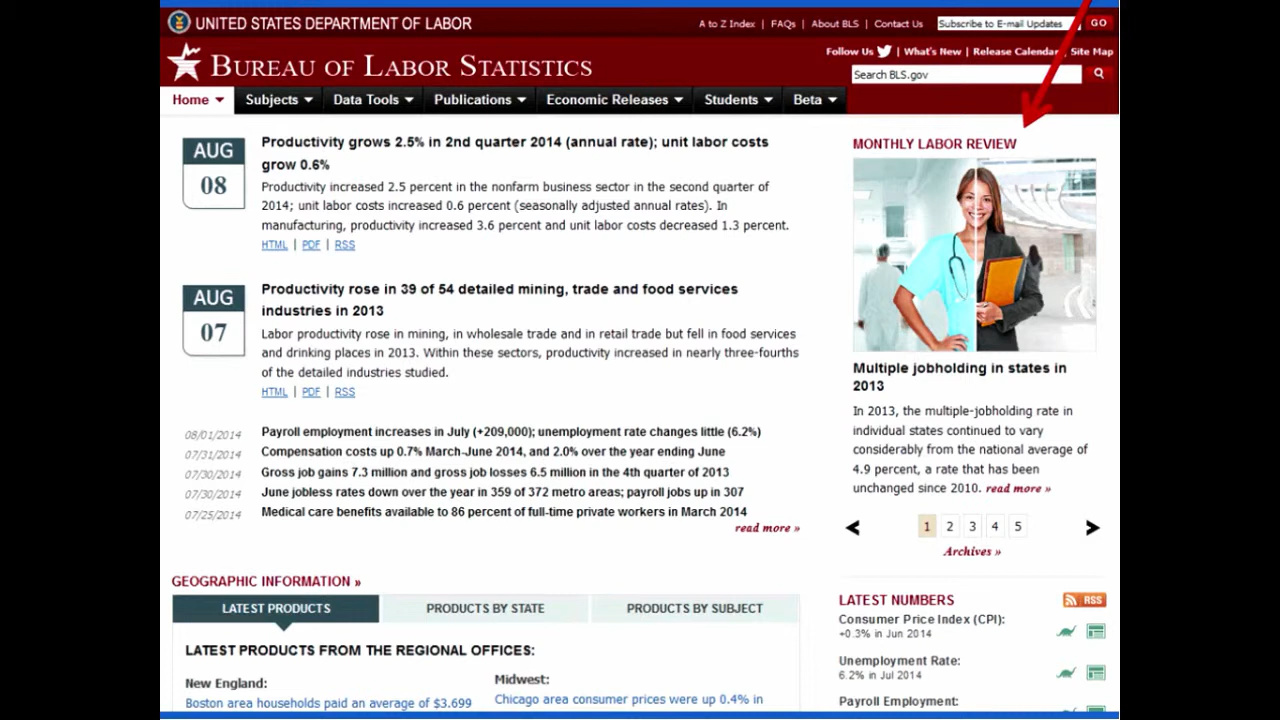 UNITED STATES DEPARTMENT OF LABOR
A to Z Index | FAQs | About BLS | Contact Us
Subscribe to E-mail Updates GO
Follow Us | What's New | Release Calendar | Site Map
BUREAU OF LABOR STATISTICS
Search BLS.gov
Home Subjects Data Tools Publications Economic Releases Students Beta
AUG
08
Productivity grows 2.5% in 2nd quarter 2014 (annual rate); unit labor costs
grow 0.6%
Productivity increased 2.5 percent in the nonfarm business sector in the second quarter of
2014; unit labor costs increased 0.6 percent (seasonally adjusted annual rates). In
manufacturing, productivity increased 3.6 percent and unit labor costs decreased 1.3 percent.
HTML | PDF | RSS
AUG
07
Productivity rose in 39 of 54 detailed mining, trade and food services
industries in 2013
Labor productivity rose in mining, in wholesale trade and in retail trade but fell in food services
and drinking places in 2013. Within these sectors, productivity increased in nearly three-fourths
of the detailed industries studied.
HTML | PDF | RSS
08/01/2014 Payroll employment increases in July (+209,000); unemployment rate changes little (6.2%)
07/31/2014 Compensation costs up 0.7% March-June 2014, and 2.0% over the year ending June
07/30/2014 Gross job gains 7.3 million and gross job losses 6.5 million in the 4th quarter of 2013
07/30/2014 June jobless rates down over the year in 359 of 372 metro areas; payroll jobs up in 307
07/25/2014 Medical care benefits available to 86 percent of full-time private workers in March 2014
read more »
GEOGRAPHIC INFORMATION »
LATEST PRODUCTS PRODUCTS BY STATE PRODUCTS BY SUBJECT
LATEST PRODUCTS FROM THE REGIONAL OFFICES:
New England:
Boston area households paid an average of $3.699
Midwest:
Chicago area consumer prices were up 0.4% in
MONTHLY LABOR REVIEW
Multiple jobholding in states in
2013
In 2013, the multiple-jobholding rate in
individual states continued to vary
considerably from the national average of
4.9 percent, a rate that has been
unchanged since 2010. read more »
1 2 3 4 5
Archives »
LATEST NUMBERS RSS
Consumer Price Index (CPI):
+0.3% in Jun 2014
Unemployment Rate:
6.2% in Jul 2014
Payroll Employment: